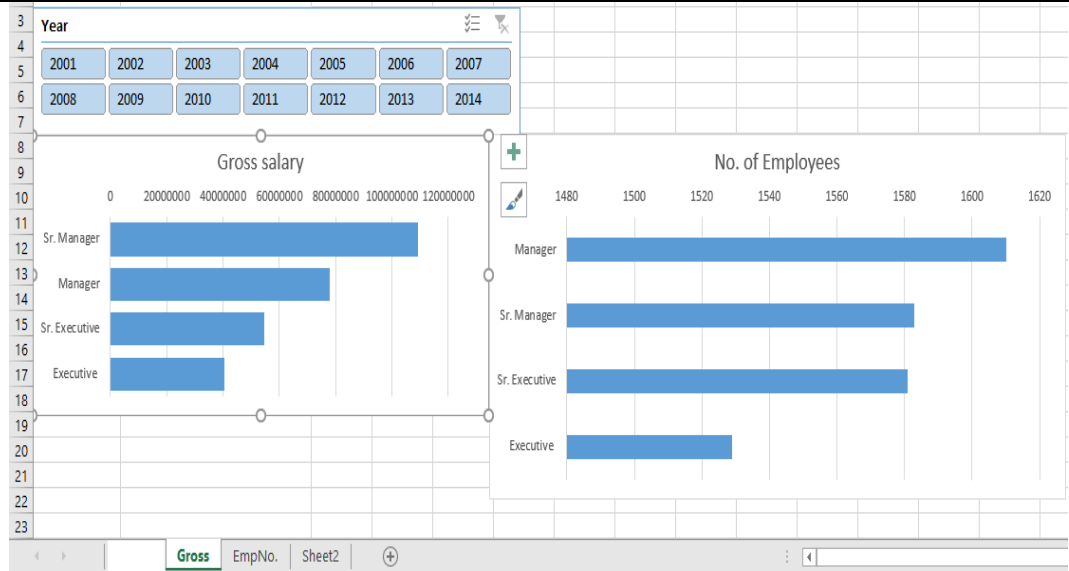 3
Year
4
5
2001 2002 2003 2004 2005 2006 2007
6
2008 2009 2010 2011 2012 2013 2014
7
8
9
10
11
12
13
14
15
16
17
18
19
20
21
22
23
Gross salary
0 20000000 40000000 60000000 80000000 100000000 120000000
Sr. Manager
Manager
Sr. Executive
Executive
No. of Employees
1480 1500 1520 1540 1560 1580 1600 1620
Manager
Sr. Manager
Sr. Executive
Executive
Gross EmpNo. Sheet2